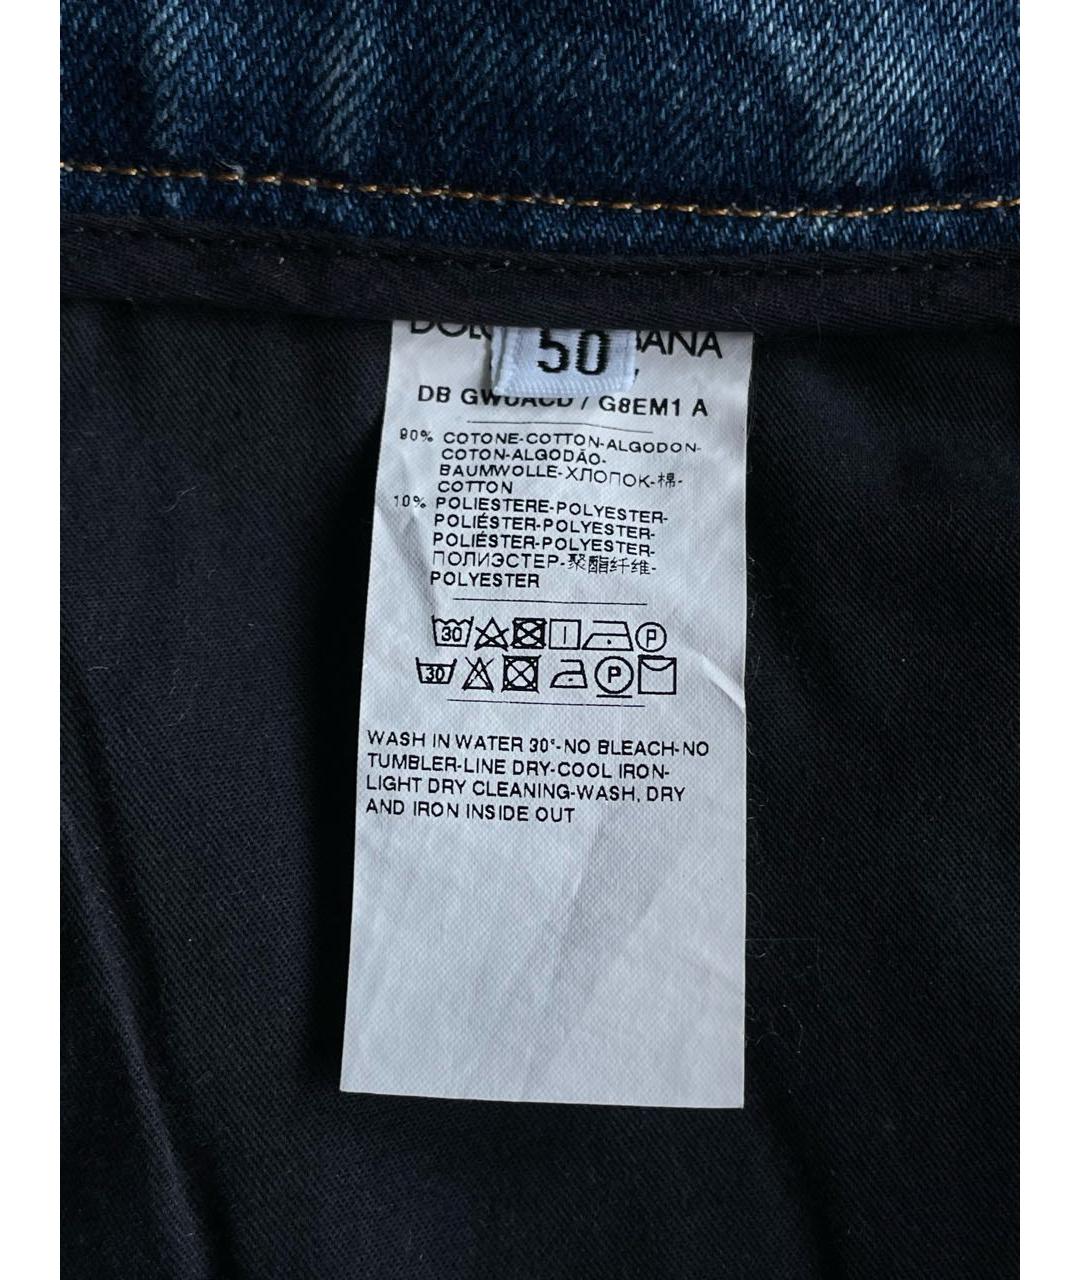 50
DB GWUACD / G8EM1 A
90% COTONE-COTTON-ALGODON-
COTON-ALGODÃO-
BAUMWOLLE-ХЛОПОК-棉-
COTTON
10% POLIESTERE-POLYESTER-
POLIÉSTER-POLYESTER-
POLIÉSTER-POLYESTER-
ПОЛИЭСТЕР-聚酯纤维-
POLYESTER
30 P
30 P
WASH IN WATER 30°-NO BLEACH-NO
TUMBLER-LINE DRY-COOL IRON-
LIGHT DRY CLEANING-WASH, DRY
AND IRON INSIDE OUT